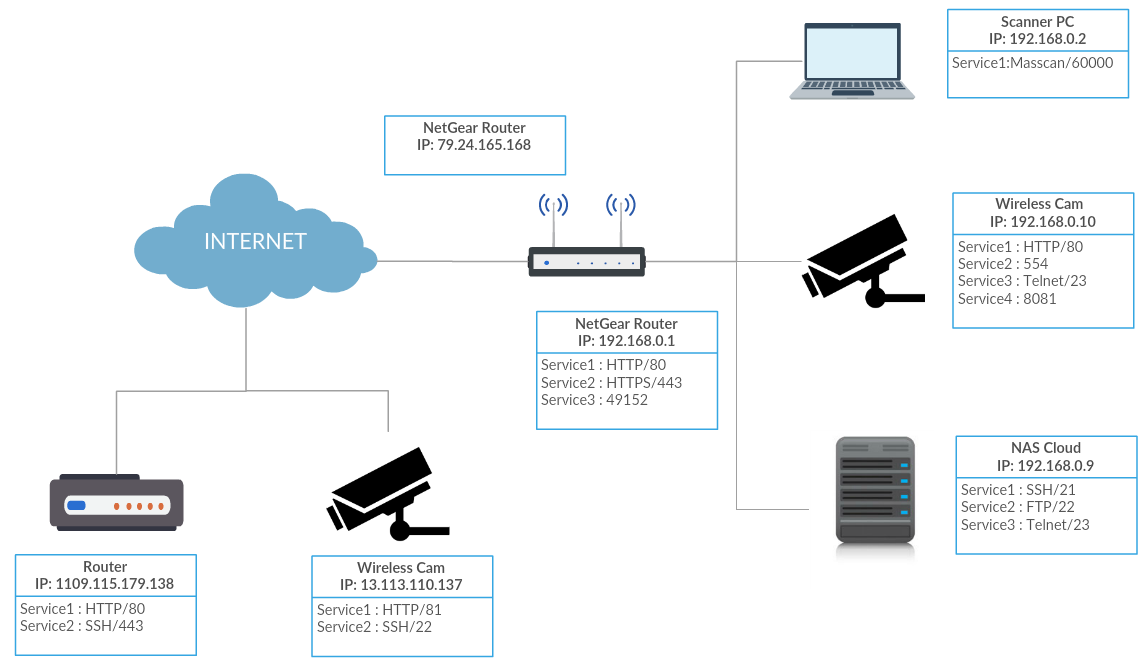 Scanner PC
IP: 192.168.0.2
Service1:Masscan/60000
NetGear Router
IP: 79.24.165.168
INTERNET
Wireless Cam
IP: 192.168.0.10
Service1 : HTTP/80
Service2 : 554
Service3 : Telnet/23
Service4 : 8081
NetGear Router
IP: 192.168.0.1
Service1 : HTTP/80
Service2 : HTTPS/443
Service3 : 49152
NAS Cloud
IP: 192.168.0.9
Service1 : SSH/21
Service2 : FTP/22
Service3 : Telnet/23
Router
IP: 1109.115.179.138
Service1 : HTTP/80
Service2 : SSH/443
Wireless Cam
IP: 13.113.110.137
Service1 : HTTP/81
Service2 : SSH/22